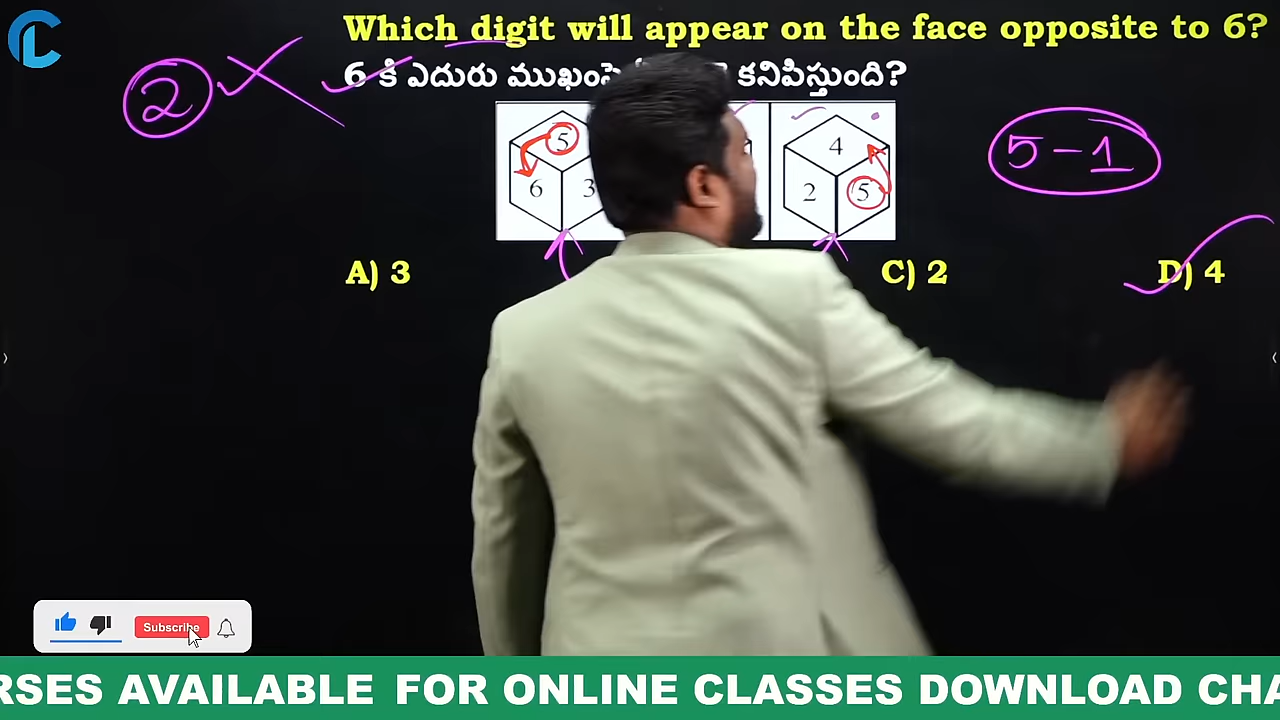 Which digit will appear on the face opposite to 6?
6 కి ఎదురు కనిపిస్తుంది?
2
5
6
3
4
2
5
5-1
A) 3
C) 2
D) 4
Subscribe
RSES AVAILABLE FOR ONLINE CLASSES DOWNLOAD CHA